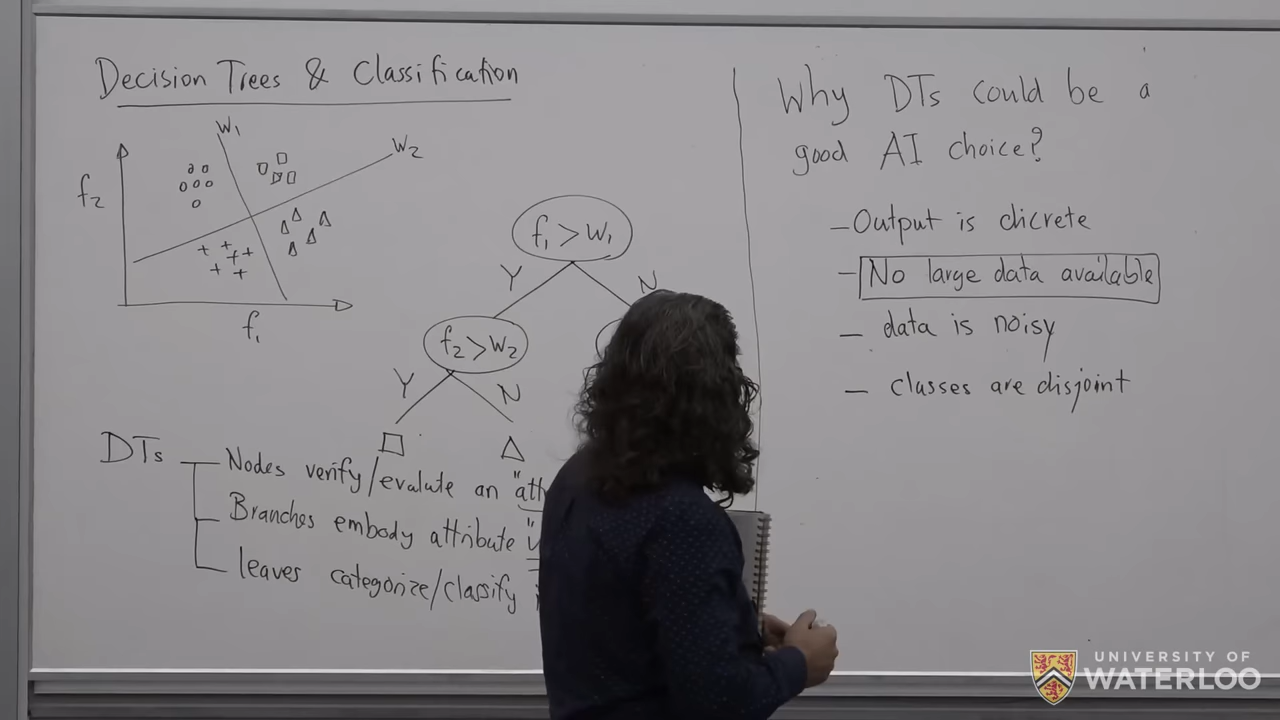 Decision Trees & Classification
W1
W2
f2
f1
f1 > W1
Y
N
f2 > W2
Y
N
DTs
Nodes verify/evaluate an
Branches embody attribute
leaves categorize/classify
Why DTs could be a
good AI choice?
- Output is dicrete
- No large data available
- data is noisy
- classes are disjoint
UNIVERSITY OF
WATERLOO